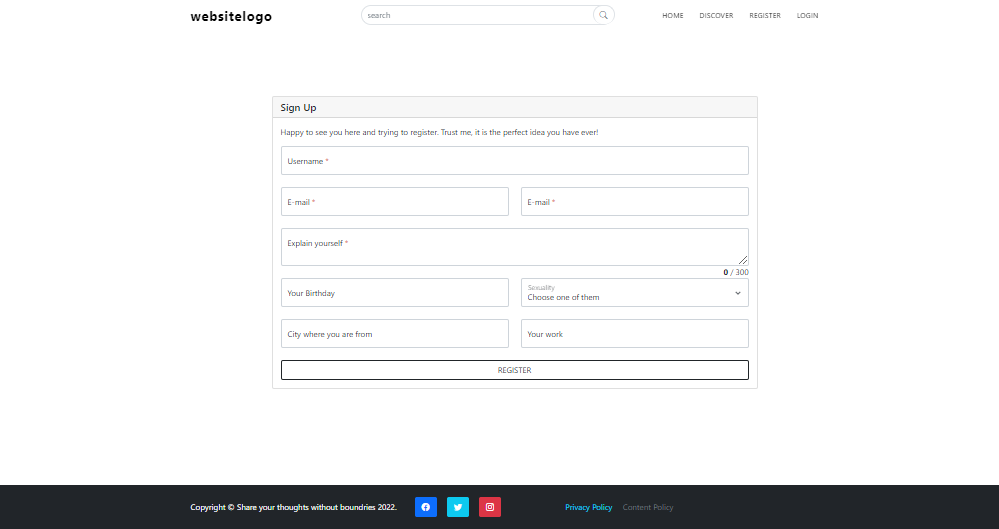 websitelogo
search
HOME DISCOVER REGISTER LOGIN
Sign Up
Happy to see you here and trying to register. Trust me, it is the perfect idea you have ever!
Username *
E-mail * E-mail *
Explain yourself *
0 / 300
Your Birthday
Sexuality
Choose one of them
City where you are from Your work
REGISTER
Copyright © Share your thoughts without boundries 2022. Privacy Policy Content Policy